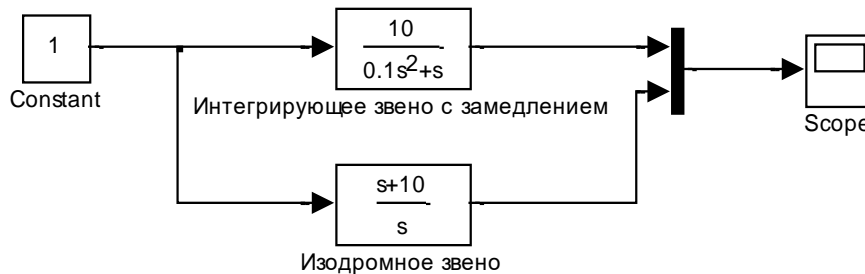 1
Constant
10
0.1s²+s
Интегрирующее звено с замедлением
s+10
s
Изодромное звено
Scope